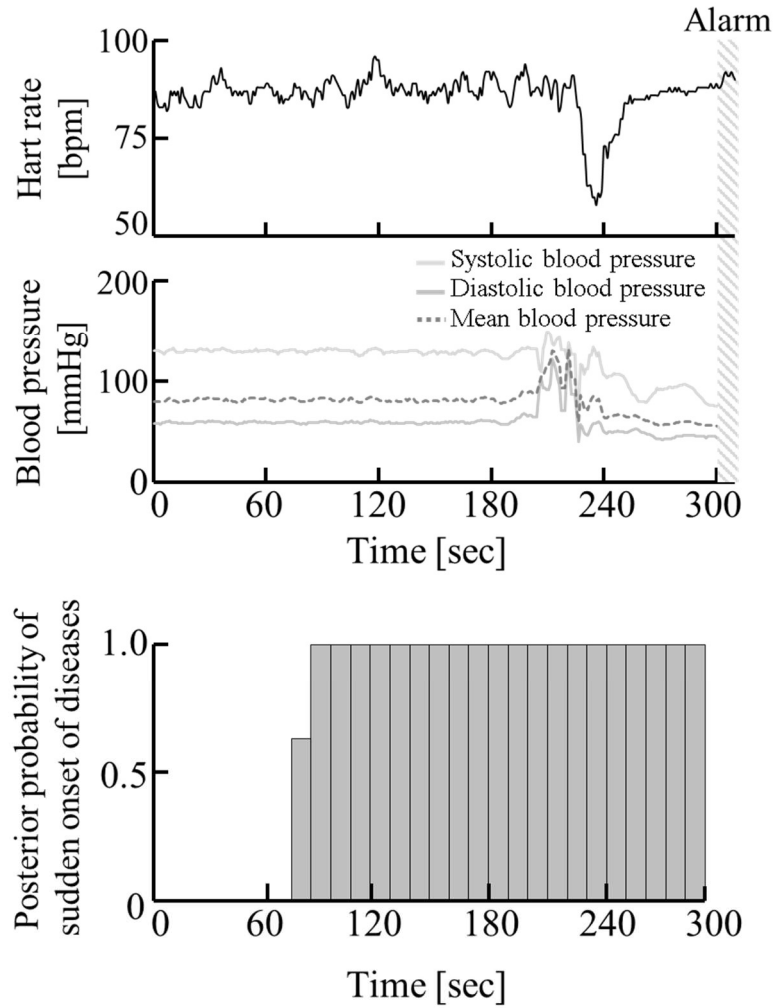 Alarm
100
75
50
Hart rate
[bpm]
Systolic blood pressure
Diastolic blood pressure
Mean blood pressure
200
100
0
Blood pressure
[mmHg]
0 60 120 180 240 300
Time [sec]
1.0
0.5
0
Posterior probability of
sudden onset of diseases
0 60 120 180 240 300
Time [sec]